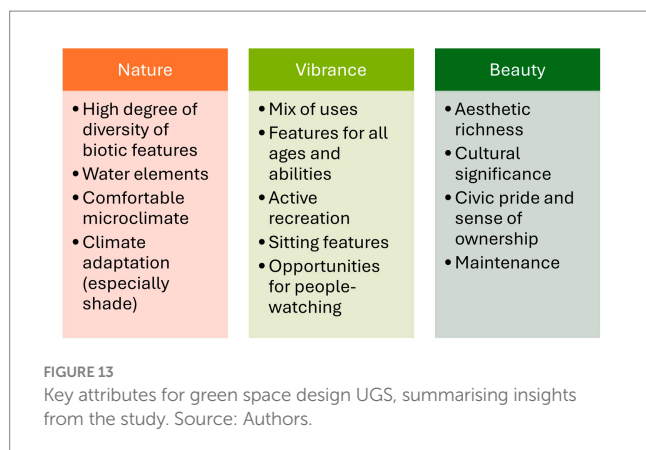 Nature
• High degree of
diversity of
biotic features
• Water elements
• Comfortable
microclimate
• Climate
adaptation
(especially
shade)
Vibrance
• Mix of uses
• Features for all
ages and
abilities
• Active
recreation
• Sitting features
• Opportunities
for people-
watching
Beauty
• Aesthetic
richness
• Cultural
significance
• Civic pride and
sense of
ownership
• Maintenance
FIGURE 13
Key attributes for green space design UGS, summarising insights
from the study. Source: Authors.